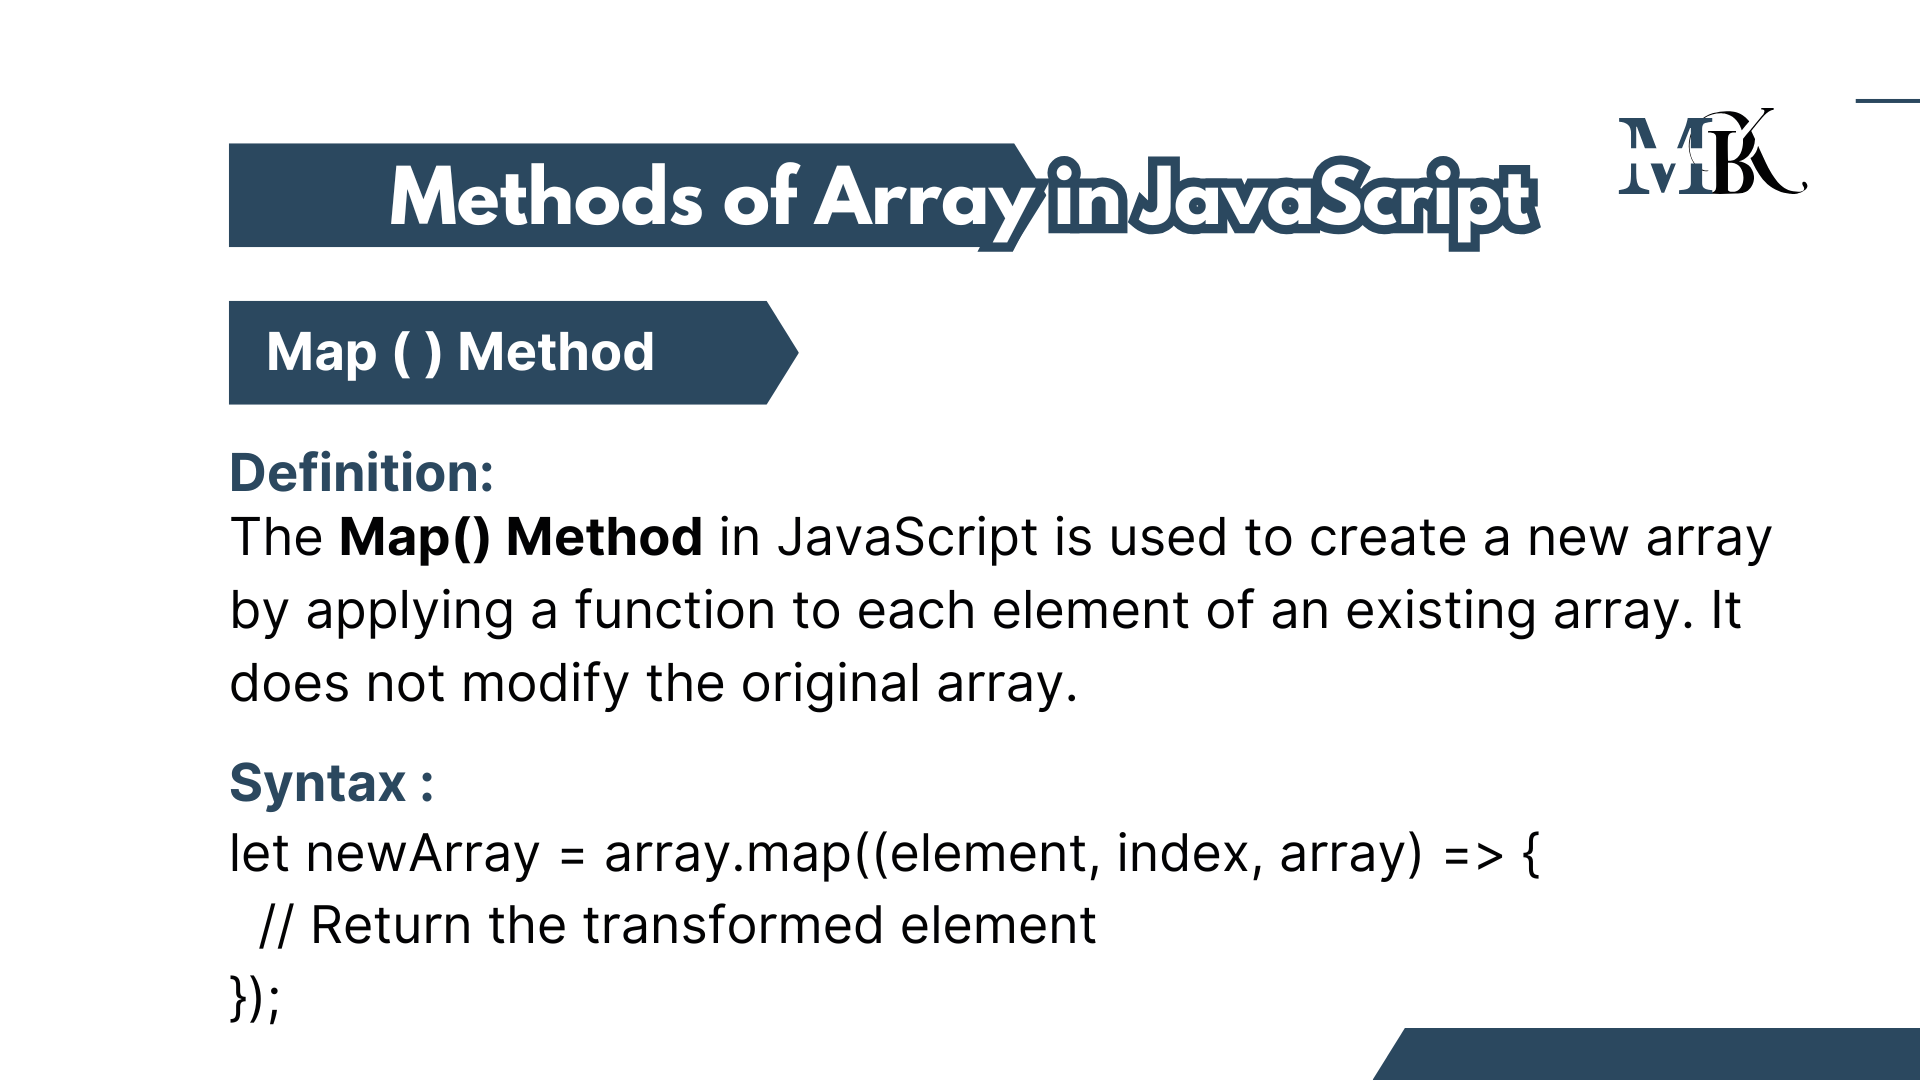 Methods of Array in JavaScript
MBK
Map ( ) Method
Definition:
The Map() Method in JavaScript is used to create a new array
by applying a function to each element of an existing array. It
does not modify the original array.
Syntax :
let newArray = array.map((element, index, array) => {
// Return the transformed element
});